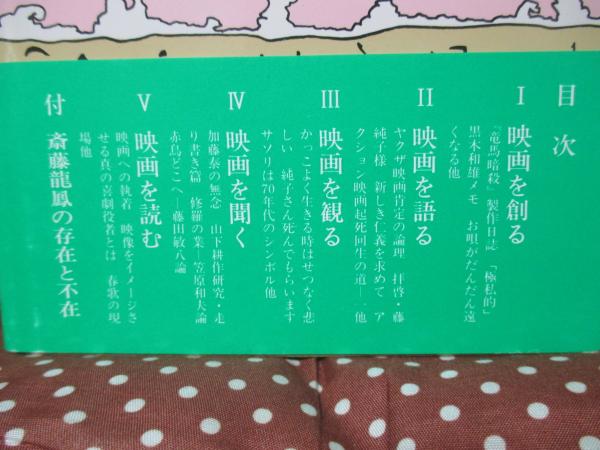 目次
I 映画を創る
『竜馬暗殺』製作日誌 「極私的」
黒木和雄メモ お唄がだんだん遠
くなる他
II 映画を語る
ヤクザ映画肯定の論理 拝啓・藤
純子様 新しき仁義を求めて ア
クション映画起死回生の道―一他
III 映画を観る
かっこよく生きる時はせつなく悲
しい 純子さん死んでもらいます
サソリは70年代のシンボル他
IV 映画を聞く
加藤泰の無念 山下耕作研究・走
り書き篇 修羅の業・笠原和夫論
赤鳥どこへ―藤田敏八論
V 映画を読む
映画への執着 映像をイメージさ
せる真の喜劇役者とは 春歌の現
場他
付 斎藤龍鳳の存在と不在